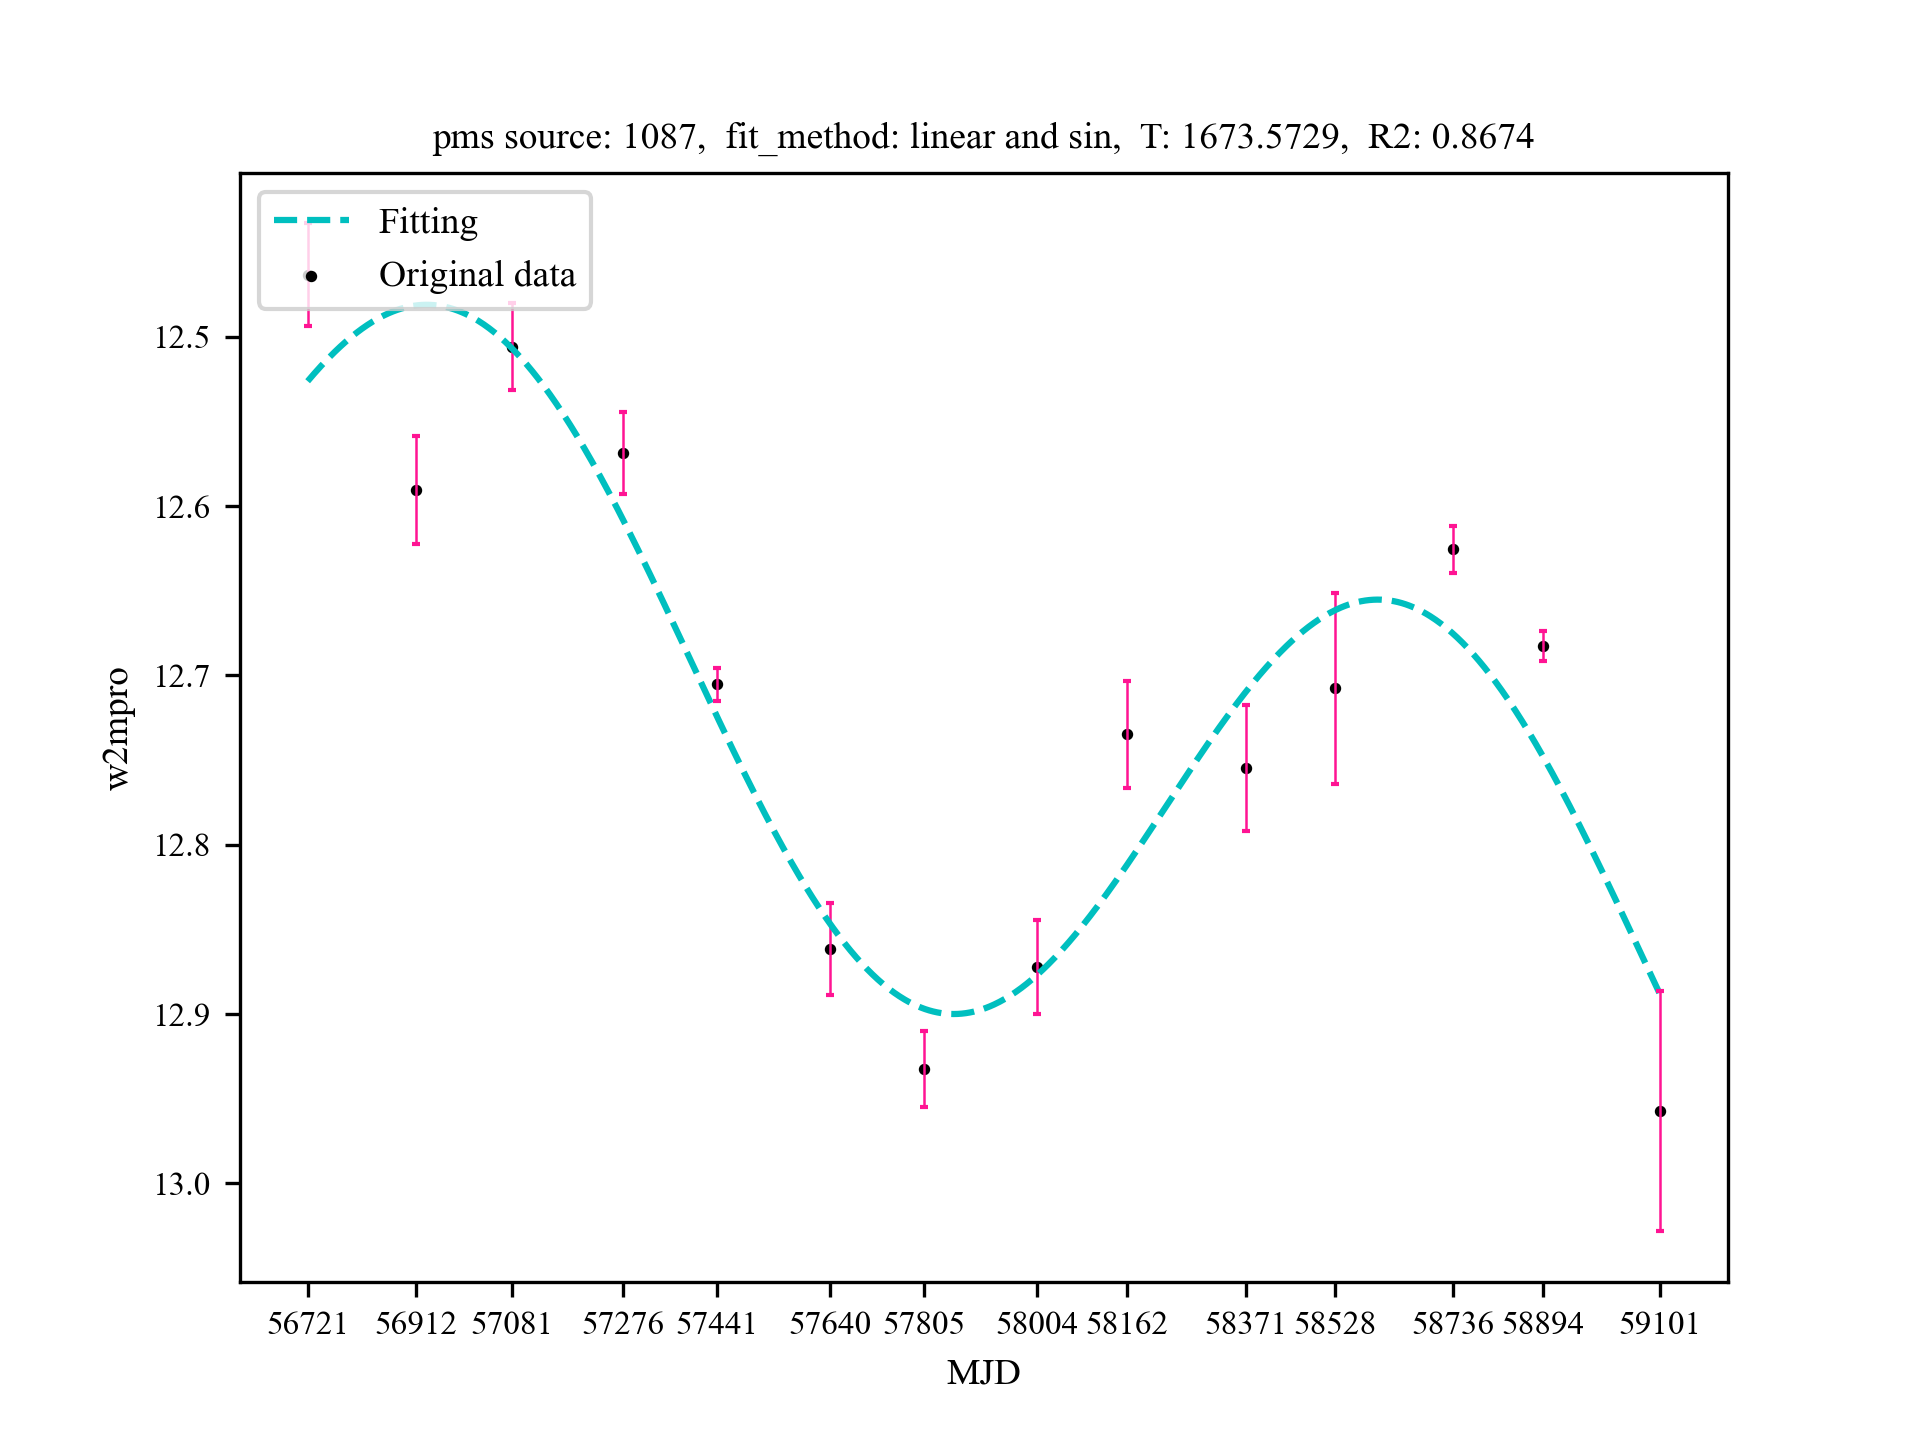 pms source: 1087,  fit_method: linear and sin,  T: 1673.5729,  R2: 0.8674
Fitting
Original data
12.5
12.6
12.7
12.8
12.9
13.0
w2mpro
56721 56912 57081 57276 57441 57640 57805 58004 58162 58371 58528 58736 58894 59101
MJD